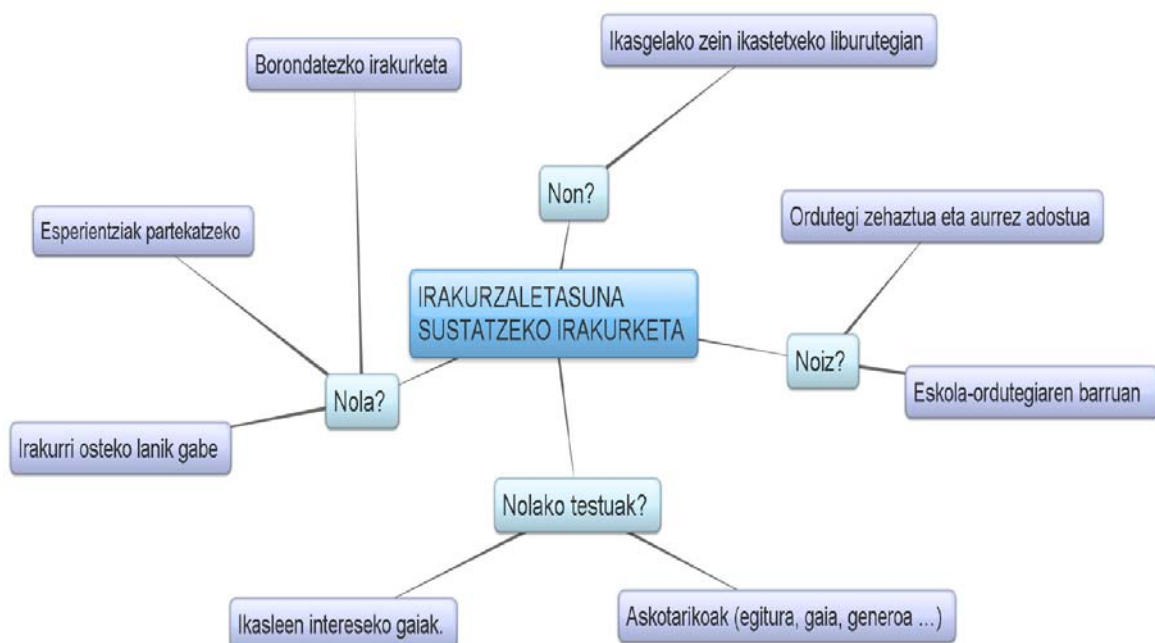 Ikasgelako zein ikastetxeko liburutegian
Borondatezko irakurketa
Non?
Ordutegi zehaztua eta aurrez adostua
Esperientziak partekatzeko
IRAKURZALETASUNA
SUSTATZEKO IRAKURKETA
Noiz?
Eskola-ordutegiaren barruan
Nola?
Irakurri osteko lanik gabe
Nolako testuak?
Ikasleen intereseko gaiak.
Askotarikoak (egitura, gaia, generoa ...)